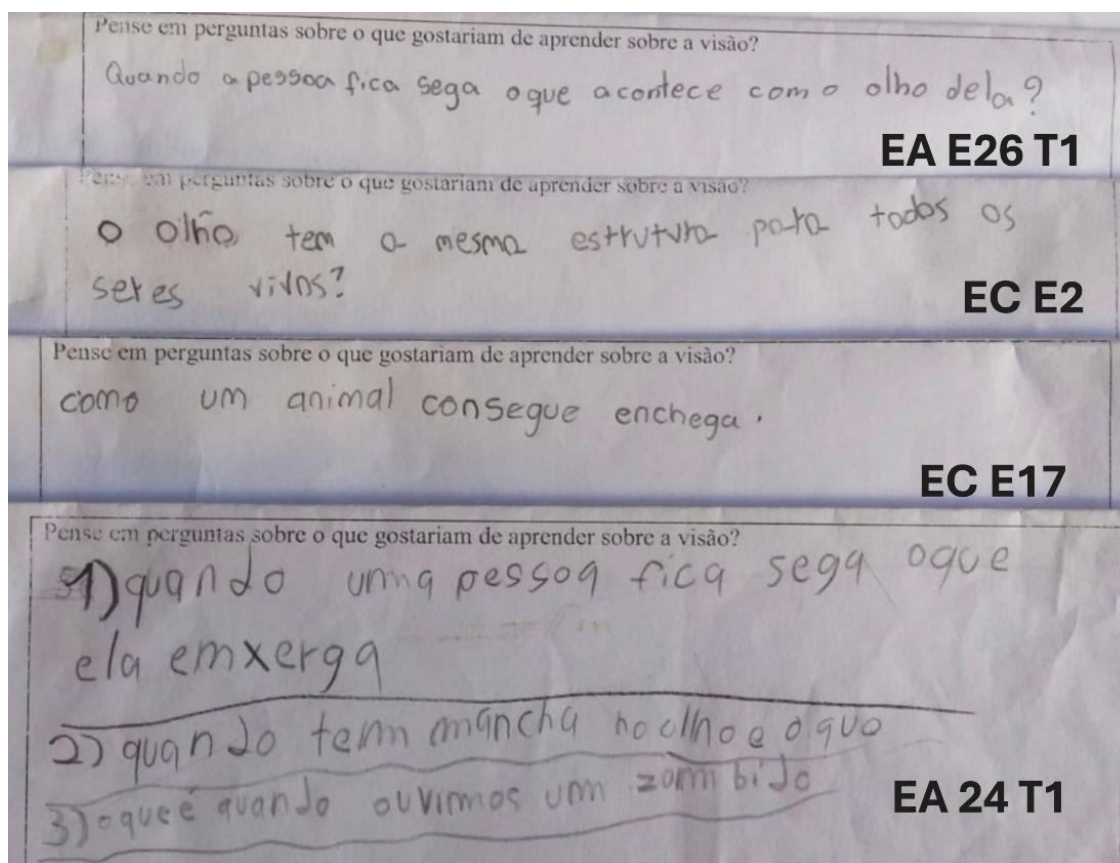 Pense em perguntas sobre o que gostariam de aprender sobre a visão?
Quando a pessoa fica sega oque acontece como olho dela?
EA E26 T1
Pense em perguntas sobre o que gostariam de aprender sobre a visão?
O olho tem a mesma estrutura para todos os
seres vivos?
EC E2
Pense em perguntas sobre o que gostariam de aprender sobre a visão?
como um animal consegue enchega.
EC E17
Pense em perguntas sobre o que gostariam de aprender sobre a visão?
1) quando uma pessoa fica sega oque
ela emxerga
2) quando tem mancha no olho e oquo
3) oqueé quando ouvimos um zombido
EA 24 T1